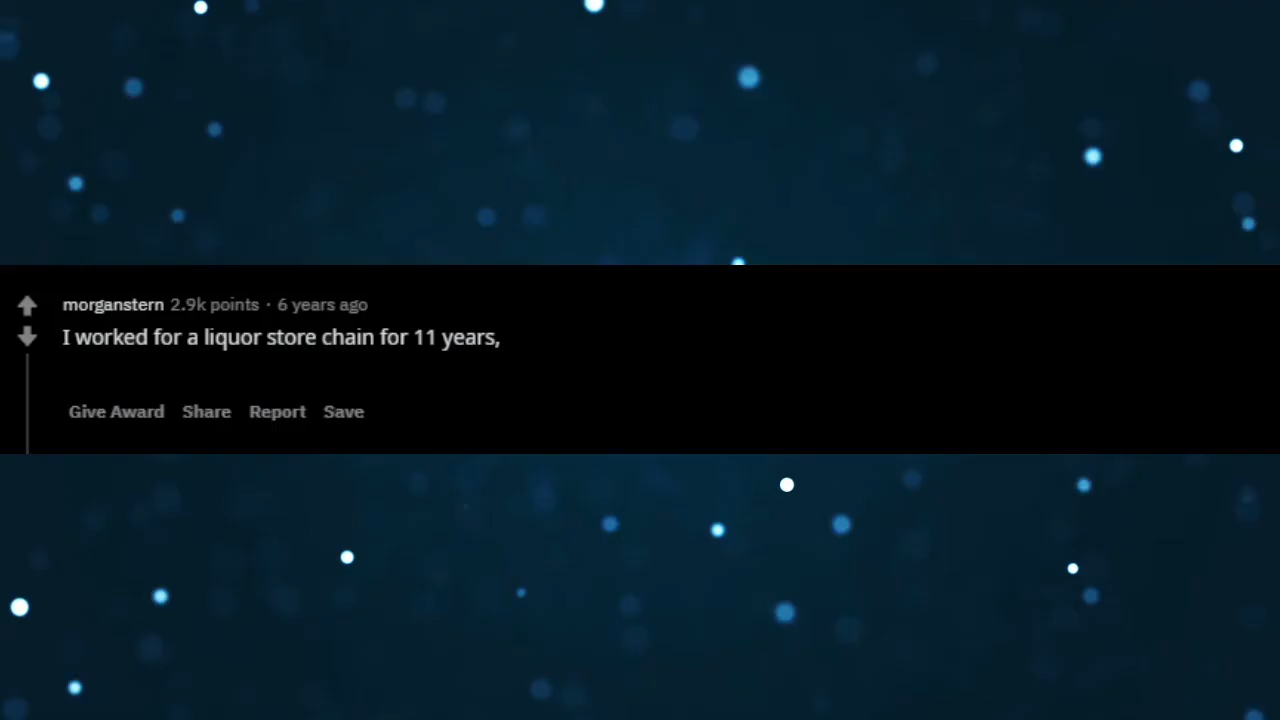 morganstern 2.9k points · 6 years ago
I worked for a liquor store chain for 11 years,
Give Award Share Report Save